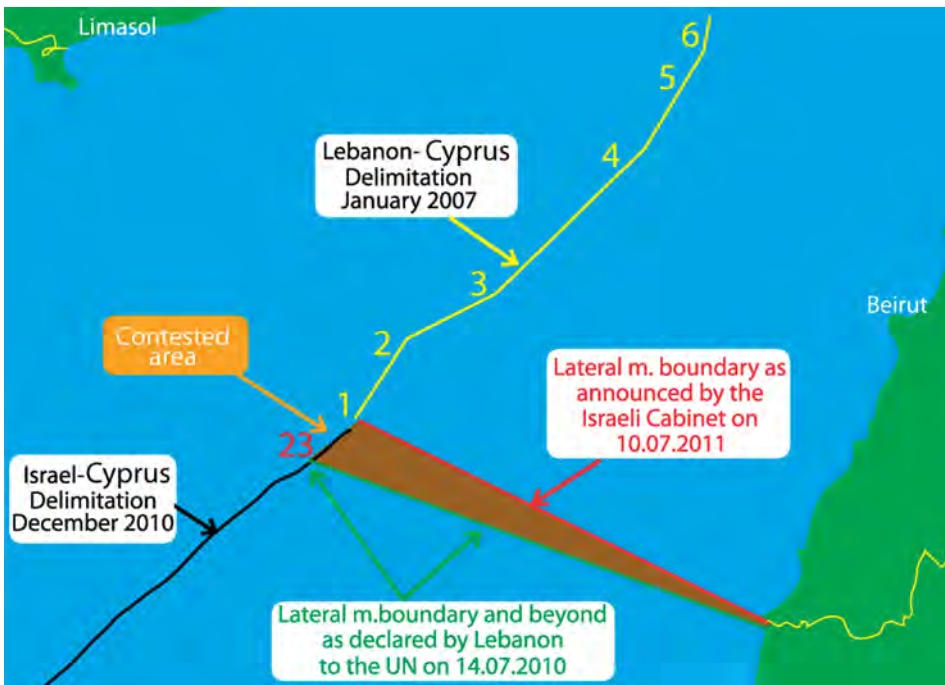 Limasol
6
5
4
Lebanon- Cyprus
Delimitation
January 2007
3
Beirut
2
Contested
area
1
Lateral m. boundary as
announced by the
Israeli Cabinet on
10.07.2011
23
Israel-Cyprus
Delimitation
December 2010
Lateral m.boundary and beyond
as declared by Lebanon
to the UN on 14.07.2010